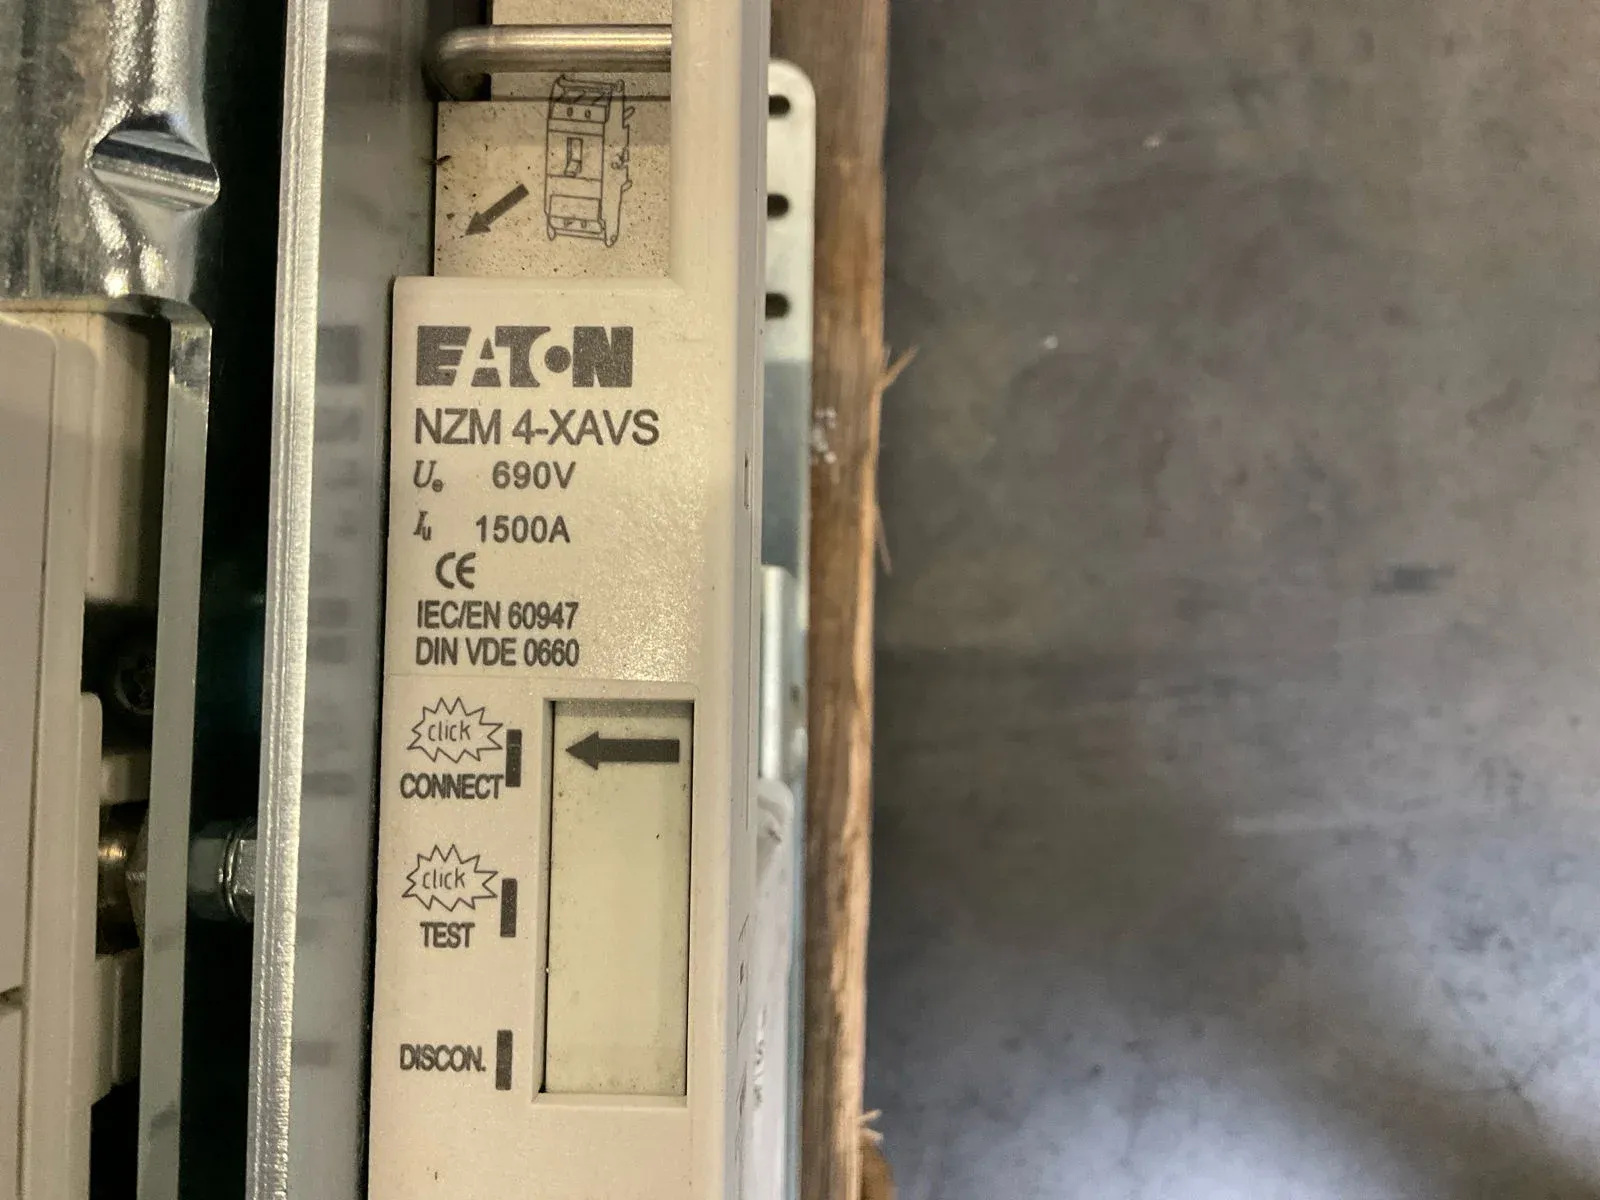 EATON
NZM 4-XAVS
Ue 690V
Iu 1500A
CE
IEC/EN 60947
DIN VDE 0660
click
CONNECT
click
TEST
DISCON.